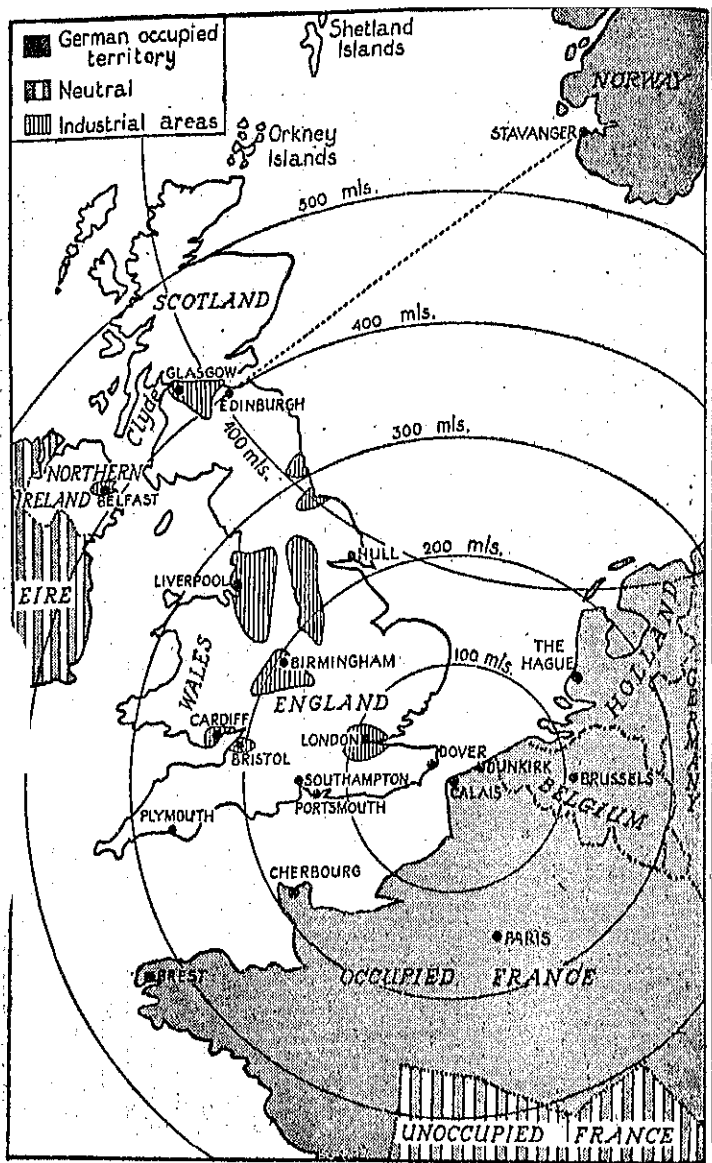 German occupied
territory
Neutral
Industrial areas
Shetland
Islands
Orkney
Islands
NORWAY
STAVANGER
500 mls.
SCOTLAND
400 mls.
GLASGOW
Clyde
EDINBURGH
400 mls.
300 mls.
NORTHERN
IRELAND
BELFAST
HULL
200 mls.
LIVERPOOL
EIRE
THE
HAGUE
HOLLAND
GERMANY
BIRMINGHAM
100 mls.
WALES
ENGLAND
CARDIFF
LONDON
BRISTOL
DOVER
SOUTHAMPTON
DUNKIRK
BRUSSELS
PORTSMOUTH
CALAIS
BELGIUM
PLYMOUTH
CHERBOURG
PARIS
BREST
OCCUPIED FRANCE
UNOCCUPIED FRANCE